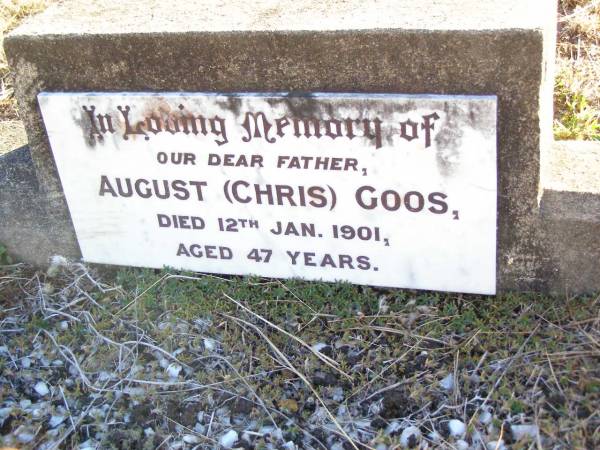 In Loving Memory of
OUR DEAR FATHER,
AUGUST (CHRIS) GOOS,
DIED 12TH JAN. 1901,
AGED 47 YEARS.